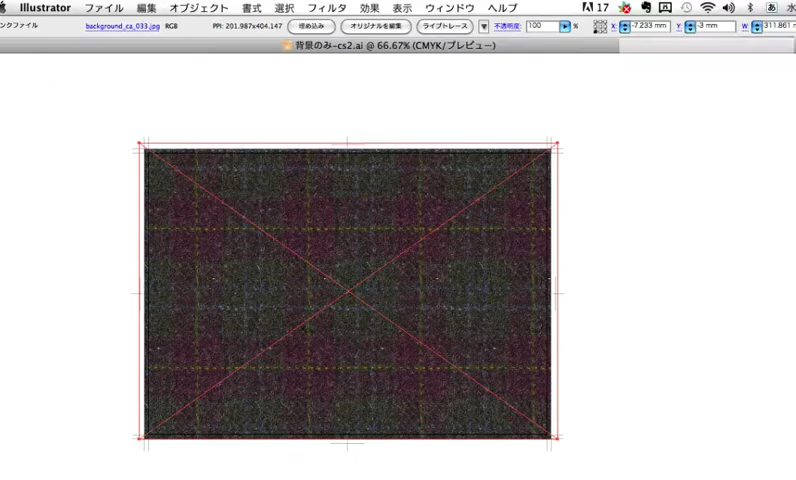 Illustrator ファイル 編集 オブジェクト 書式 選択 フィルタ 効果 表示 ウィンドウ ヘルプ 17 あ 水
ンクファイル background_ca_033.jpg RGB PPI: 201.987x404.147 埋め込み オリジナルを編集 ライブトレース 不透明度: 100 % X: -7.233 mm Y: -3 mm W: 311.861 m
背景のみ-cs2.ai @ 66.67% (CMYK/プレビュー)